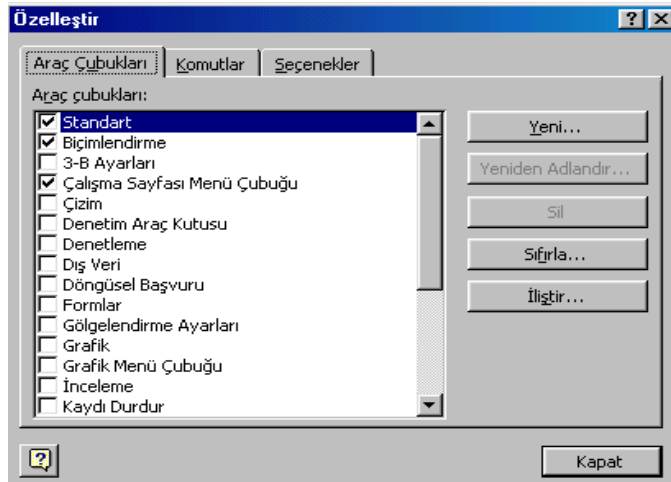 Özelleştir
Araç Çubukları Komutlar Seçenekler
Araç çubukları:
Standart
Biçimlendirme
3-B Ayarları
Çalışma Sayfası Menü Çubuğu
Çizim
Denetim Araç Kutusu
Denetleme
Dış Veri
Döngüsel Başvuru
Formlar
Gölgelendirme Ayarları
Grafik
Grafik Menü Çubuğu
İnceleme
Kaydı Durdur
Yeni...
Yeniden Adlandır...
Sil
Sıfırla...
İliştir...
Kapat